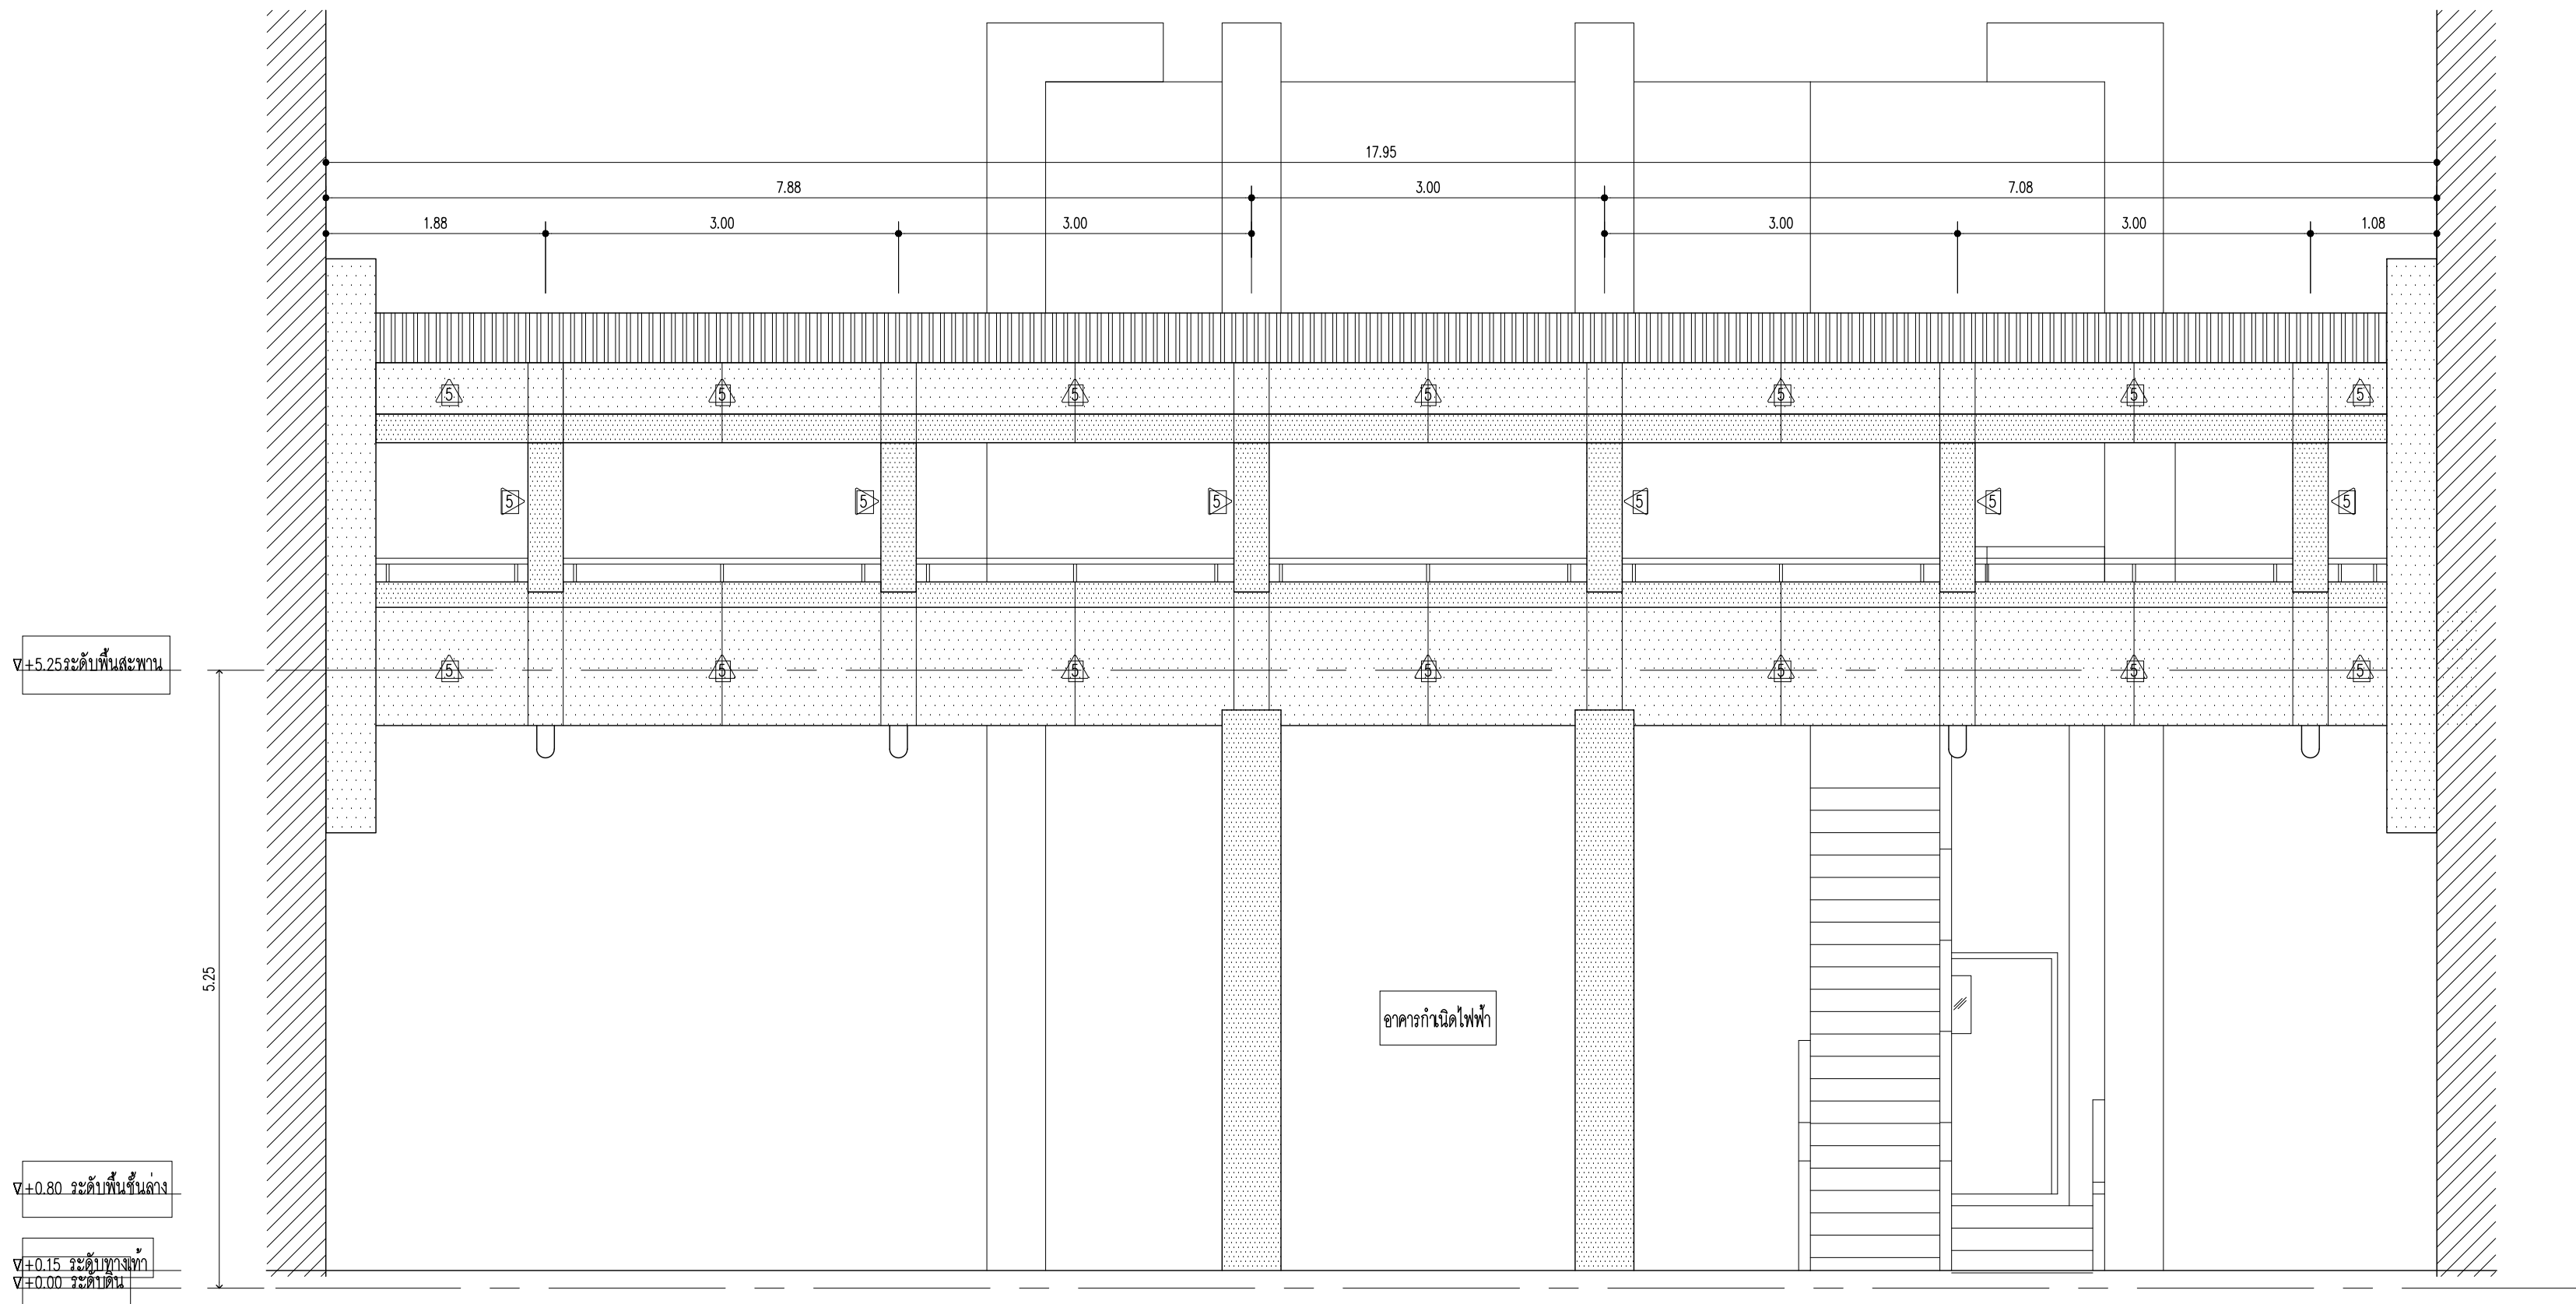 17.95
7.88 3.00 7.08
1.88 3.00 3.00 3.00 3.00 1.08
5 5 5 5 5 5 5
5 5 5 5 5 5
+5.25ระดับพื้นสะพาน
5 5 5 5 5 5 5
5.25
อาคารกำเนิดไฟฟ้า
+0.80 ระดับพื้นชั้นล่าง
+0.15 ระดับทางเท้า
+0.00 ระดับดิน